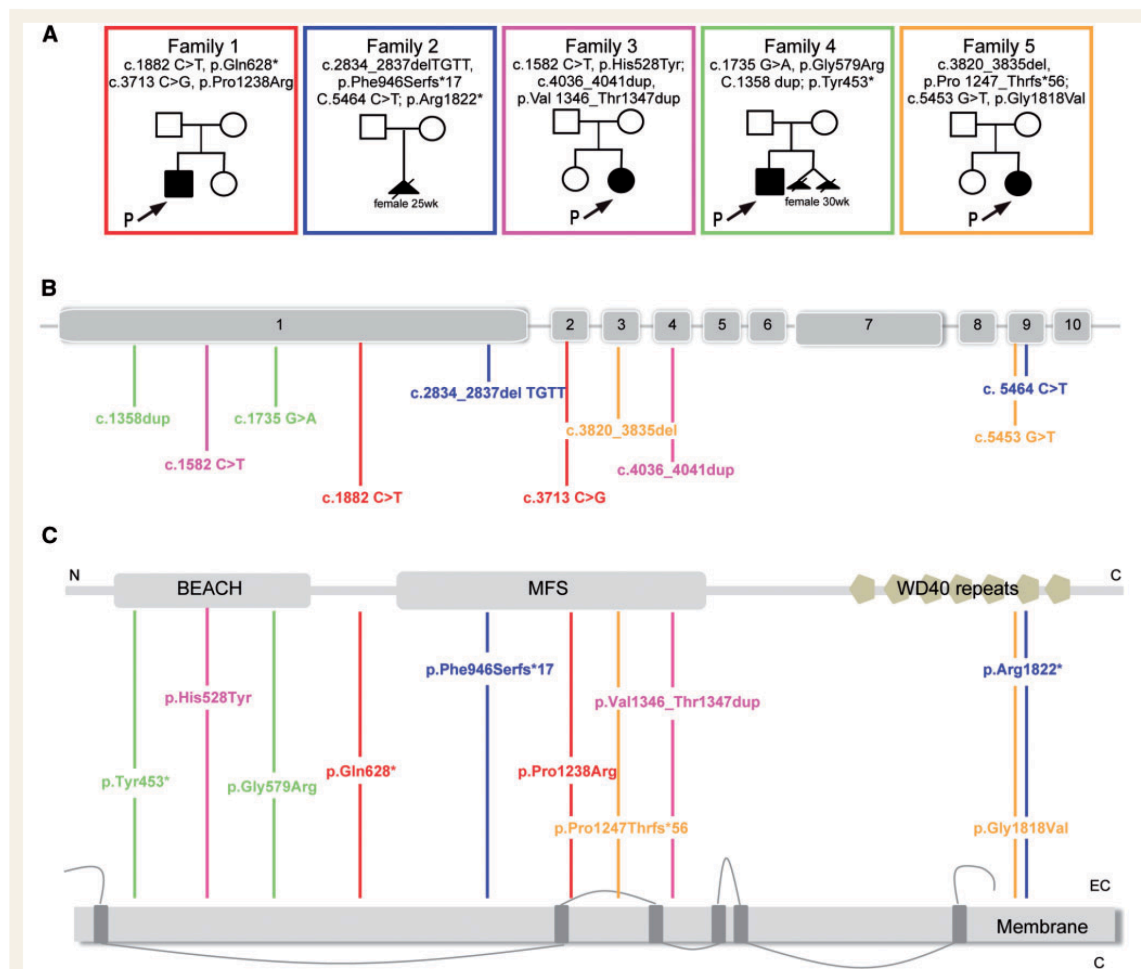 A
Family 1
c.1882 C>T, p.Gln628*
c.3713 C>G, p.Pro1238Arg
P
Family 2
c.2834_2837delTGTT,
p.Phe946Serfs*17
C.5464 C>T; p.Arg1822*
female 25wk
Family 3
c.1582 C>T, p.His528Tyr;
c.4036_4041dup,
p.Val 1346_Thr1347dup
P
Family 4
c.1735 G>A, p.Gly579Arg
C.1358 dup; p.Tyr453*
female 30wk
P
Family 5
c.3820_3835del,
p.Pro 1247_Thrfs*56;
c.5453 G>T, p.Gly1818Val
P
B
1 2 3 4 5 6 7 8 9 10
c.2834_2837del TGTT
c. 5464 C>T
c.1358dup
c.1735 G>A
c.3820_3835del
c.5453 G>T
c.1582 C>T
c.4036_4041dup
c.1882 C>T
c.3713 C>G
C
N
C
BEACH
MFS
WD40 repeats
p.Phe946Serfs*17
p.Arg1822*
p.His528Tyr
p.Val1346_Thr1347dup
p.Tyr453*
p.Gly579Arg
p.Gln628*
p.Pro1238Arg
p.Pro1247Thrfs*56
p.Gly1818Val
EC
Membrane
C